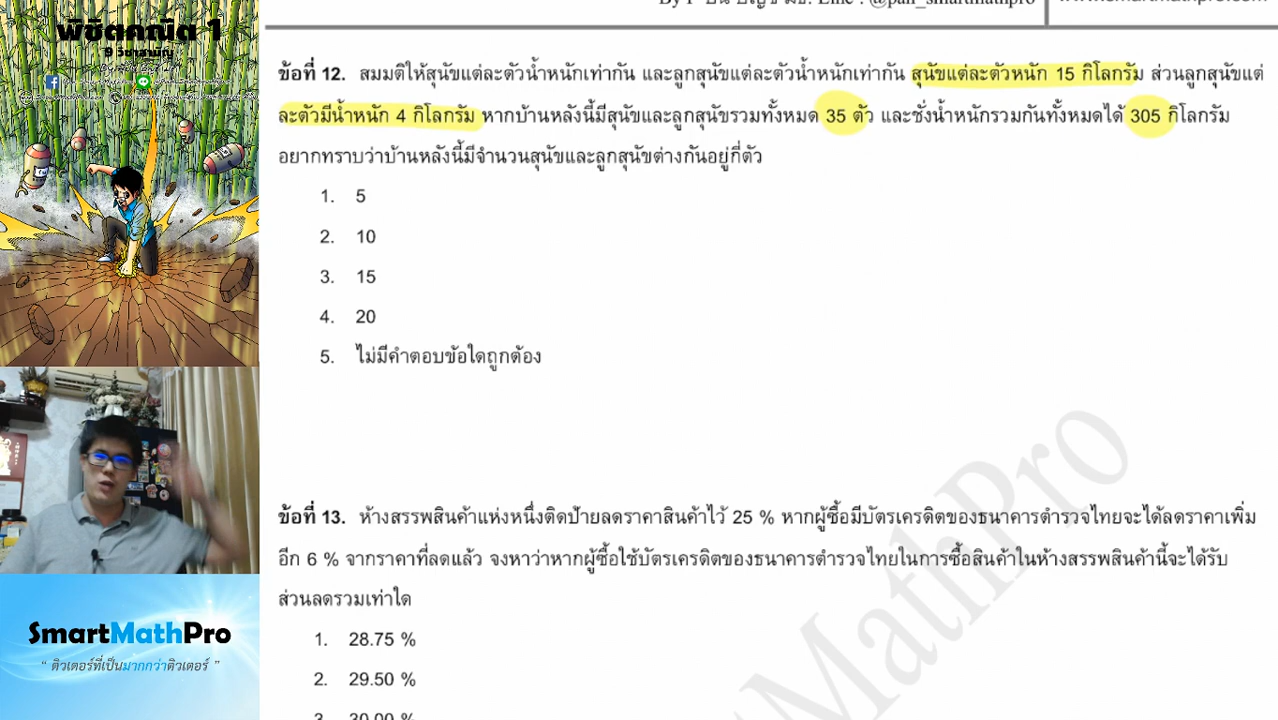 พิชิตคณิต 1
9 วิชาสามัญ
ข้อที่ 12. สมมติให้สุนัขแต่ละตัวน้ำหนักเท่ากัน และลูกสุนัขแต่ละตัวน้ำหนักเท่ากัน สุนัขแต่ละตัวหนัก 15 กิโลกรัม ส่วนลูกสุนัขแต่
ละตัวมีน้ำหนัก 4 กิโลกรัม หากบ้านหลังนี้มีสุนัขและลูกสุนัขรวมทั้งหมด 35 ตัว และชั่งน้ำหนักรวมกันทั้งหมดได้ 305 กิโลกรัม
อยากทราบว่าบ้านหลังนี้มีจำนวนสุนัขและลูกสุนัขต่างกันอยู่กี่ตัว
1. 5
2. 10
3. 15
4. 20
5. ไม่มีคำตอบข้อใดถูกต้อง
ข้อที่ 13. ห้างสรรพสินค้าแห่งหนึ่งติดป้ายลดราคาสินค้าไว้ 25 % หากผู้ซื้อมีบัตรเครดิตของธนาคารตำรวจไทยจะได้ลดราคาเพิ่ม
อีก 6 % จากราคาที่ลดแล้ว จงหาว่าหากผู้ซื้อใช้บัตรเครดิตของธนาคารตำรวจไทยในการซื้อสินค้าในห้างสรรพสินค้านี้จะได้รับ
ส่วนลดรวมเท่าใด
1. 28.75 %
2. 29.50 %
3. 30.00 %
SmartMathPro
“ ติวเตอร์ที่เป็นมากกว่าติวเตอร์ ”